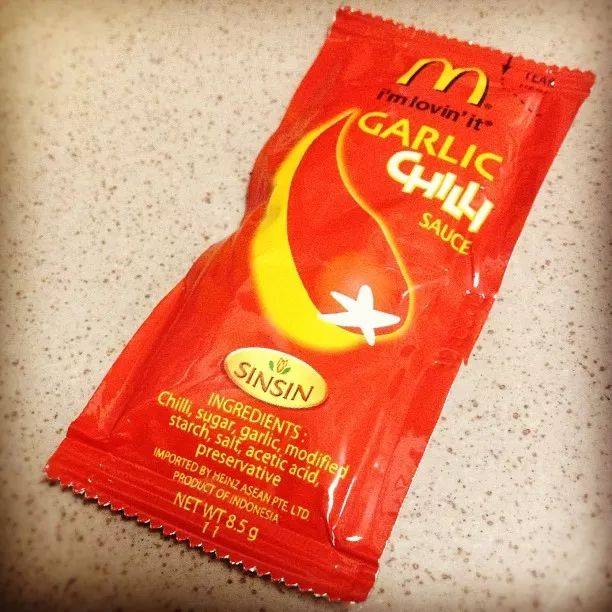 M
i'm lovin' it®
GARLIC
CHILLI
SAUCE
SINSIN
INGREDIENTS :
Chilli, sugar, garlic, modified
starch, salt, acetic acid,
preservative
IMPORTED BY HEINZ ASEAN PTE. LTD.
PRODUCT OF INDONESIA
NET WT 8.5 g
11